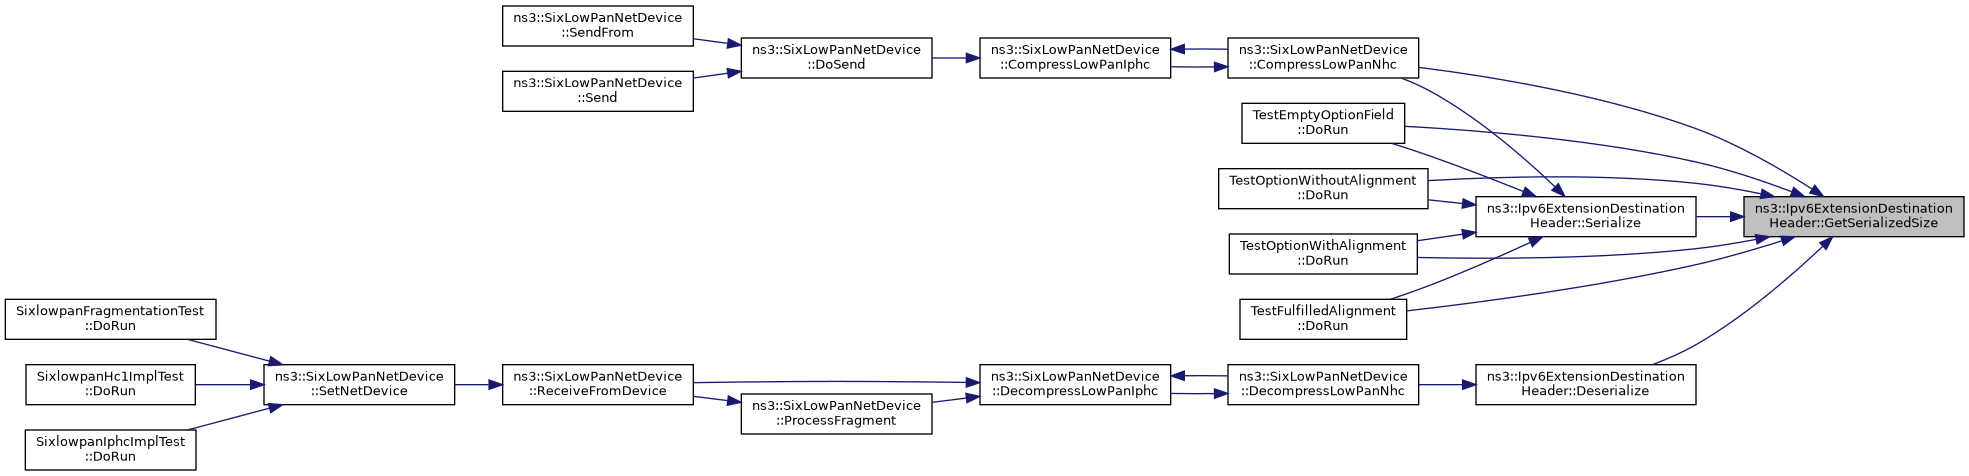 ns3::SixLowPanNetDevice
::SendFrom
ns3::SixLowPanNetDevice
::Send
ns3::SixLowPanNetDevice
::DoSend
ns3::SixLowPanNetDevice
::CompressLowPanIphc
ns3::SixLowPanNetDevice
::CompressLowPanNhc
TestEmptyOptionField
::DoRun
TestOptionWithoutAlignment
::DoRun
TestOptionWithAlignment
::DoRun
TestFulfilledAlignment
::DoRun
ns3::Ipv6ExtensionDestination
Header::Serialize
ns3::Ipv6ExtensionDestination
Header::GetSerializedSize
SixlowpanFragmentationTest
::DoRun
SixlowpanHc1ImplTest
::DoRun
SixlowpanIphcImplTest
::DoRun
ns3::SixLowPanNetDevice
::SetNetDevice
ns3::SixLowPanNetDevice
::ReceiveFromDevice
ns3::SixLowPanNetDevice
::ProcessFragment
ns3::SixLowPanNetDevice
::DecompressLowPanIphc
ns3::SixLowPanNetDevice
::DecompressLowPanNhc
ns3::Ipv6ExtensionDestination
Header::Deserialize